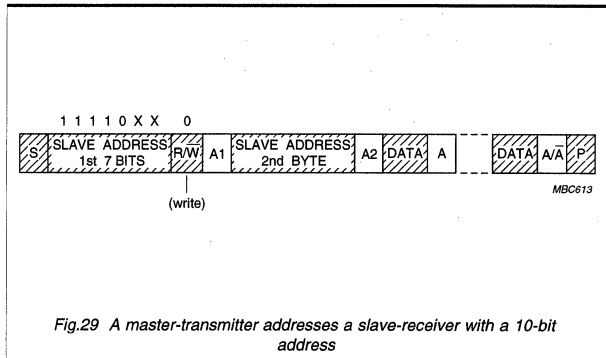 1 1 1 1 0 X X 0
S SLAVE ADDRESS 1st 7 BITS R/W̅ A1 SLAVE ADDRESS 2nd BYTE A2 DATA A DATA A/A̅ P
(write)
MBC613
Fig.29 A master-transmitter addresses a slave-receiver with a 10-bit
address